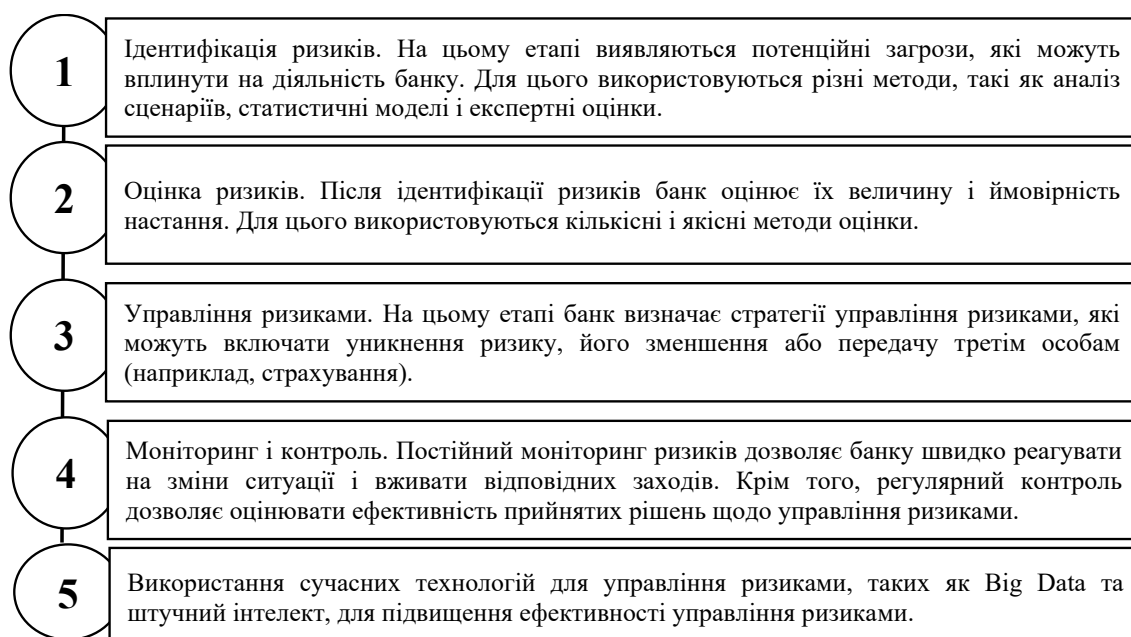 1
Ідентифікація ризиків. На цьому етапі виявляються потенційні загрози, які можуть
вплинути на діяльність банку. Для цього використовуються різні методи, такі як аналіз
сценаріїв, статистичні моделі і експертні оцінки.
2
Оцінка ризиків. Після ідентифікації ризиків банк оцінює їх величину і ймовірність
настання. Для цього використовуються кількісні і якісні методи оцінки.
3
Управління ризиками. На цьому етапі банк визначає стратегії управління ризиками, які
можуть включати уникнення ризику, його зменшення або передачу третім особам
(наприклад, страхування).
4
Моніторинг і контроль. Постійний моніторинг ризиків дозволяє банку швидко реагувати
на зміни ситуації і вживати відповідних заходів. Крім того, регулярний контроль
дозволяє оцінювати ефективність прийнятих рішень щодо управління ризиками.
5
Використання сучасних технологій для управління ризиками, таких як Big Data та
штучний інтелект, для підвищення ефективності управління ризиками.